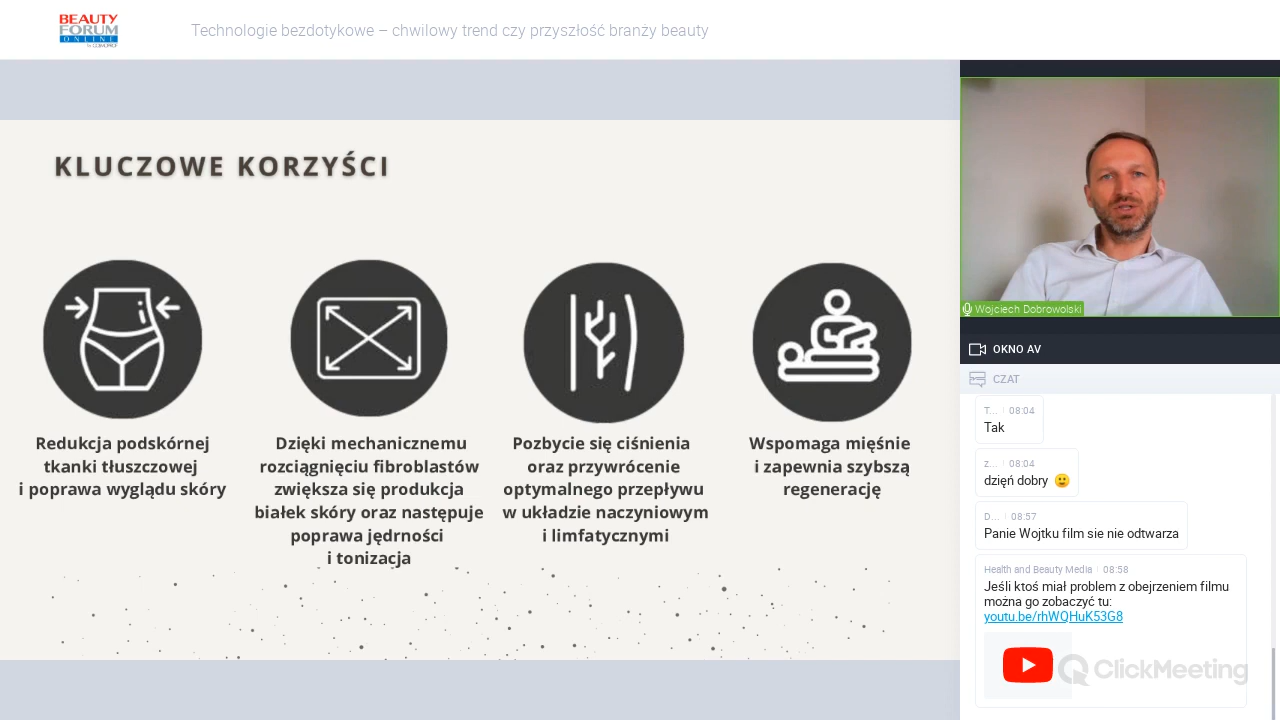 BEAUTY
FORUM
ONLINE
by COSMOPROF
Technologie bezdotykowe – chwilowy trend czy przyszłość branży beauty
KLUCZOWE KORZYŚCI
Redukcja podskórnej
tkanki tłuszczowej
i poprawa wyglądu skóry
Dzięki mechanicznemu
rozciągnięciu fibroblastów
zwiększa się produkcja
białek skóry oraz następuje
poprawa jędrności
i tonizacja
Pozbycie się ciśnienia
oraz przywrócenie
optymalnego przepływu
w układzie naczyniowym
i limfatycznymi
Wspomaga mięśnie
i zapewnia szybszą
regenerację
Wojciech Dobrowolski
OKNO AV
CZAT
T... 08:04
Tak
z... 08:04
dzięń dobry
D... 08:57
Panie Wojtku film sie nie odtwarza
Health and Beauty Media 08:58
Jeśli ktoś miał problem z obejrzeniem filmu
można go zobaczyć tu:
youtu.be/rhWQHuK53G8
ClickMeeting